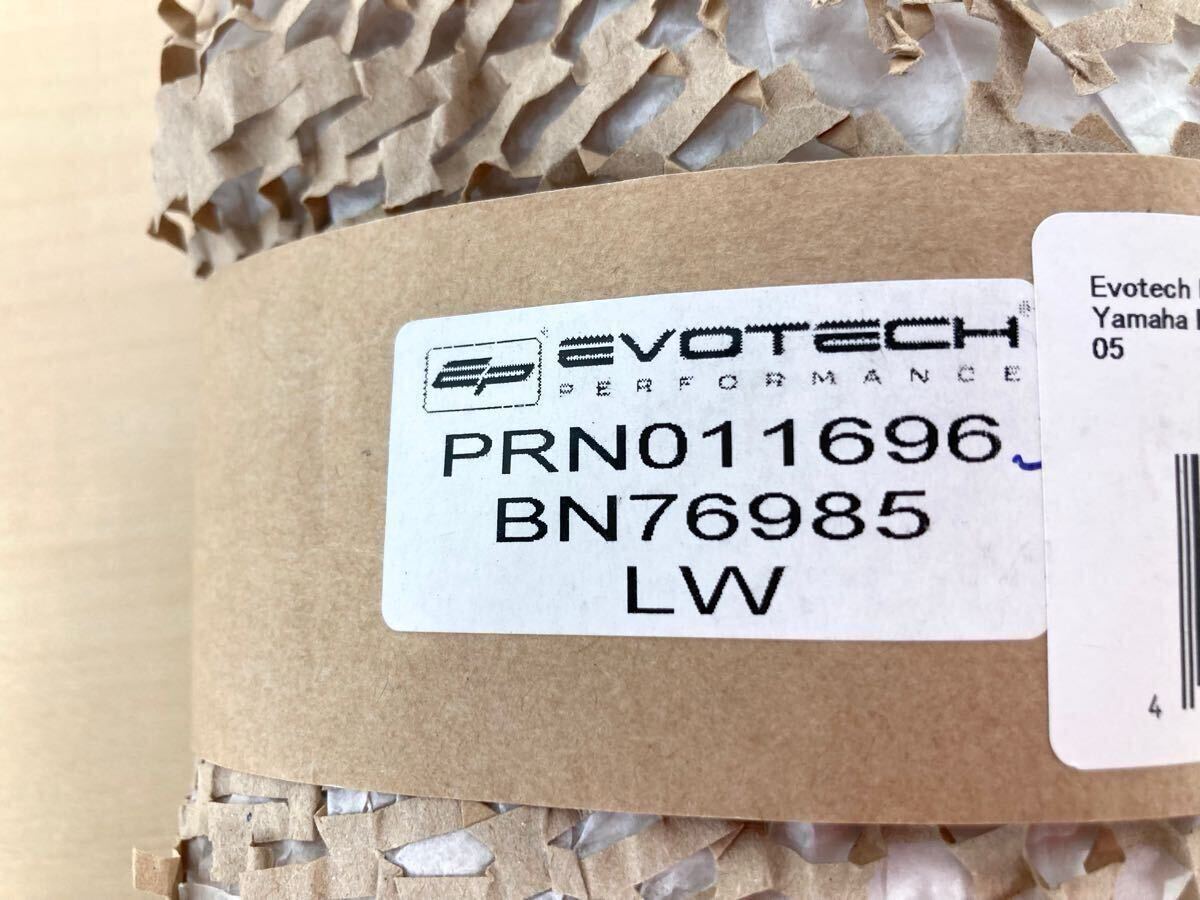 EP EVOTECH
PERFORMANCE
PRN011696
BN76985
LW
Evotech
Yamaha
05
4